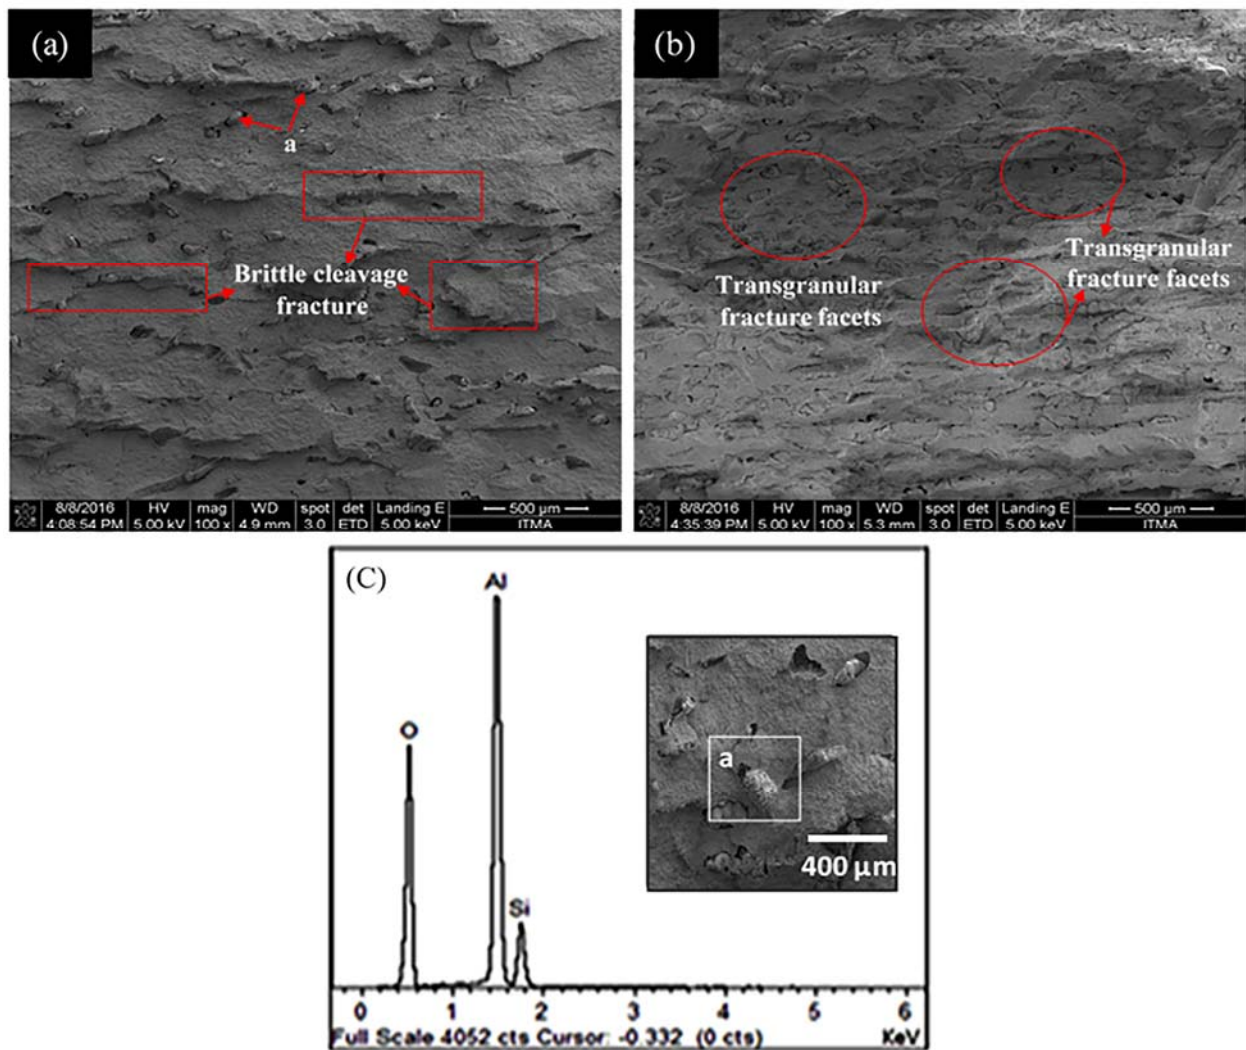 (a)
a
Brittle cleavage
fracture
8/8/2016 HV mag WD spot det Landing E 500 µm
4:08:54 PM 5.00 kV 100 x 4.9 mm 3.0 ETD 5.00 keV ITMA
(b)
Transgranular
fracture facets
Transgranular
fracture facets
8/8/2016 HV mag WD spot det Landing E 500 µm
4:35:39 PM 5.00 kV 100 x 5.3 mm 3.0 ETD 5.00 keV ITMA
(C)
Al
O
Si
a
400 µm
0 1 2 3 4 5 6
Full Scale 4052 cts Cursor: -0.332 (0 cts) KeV